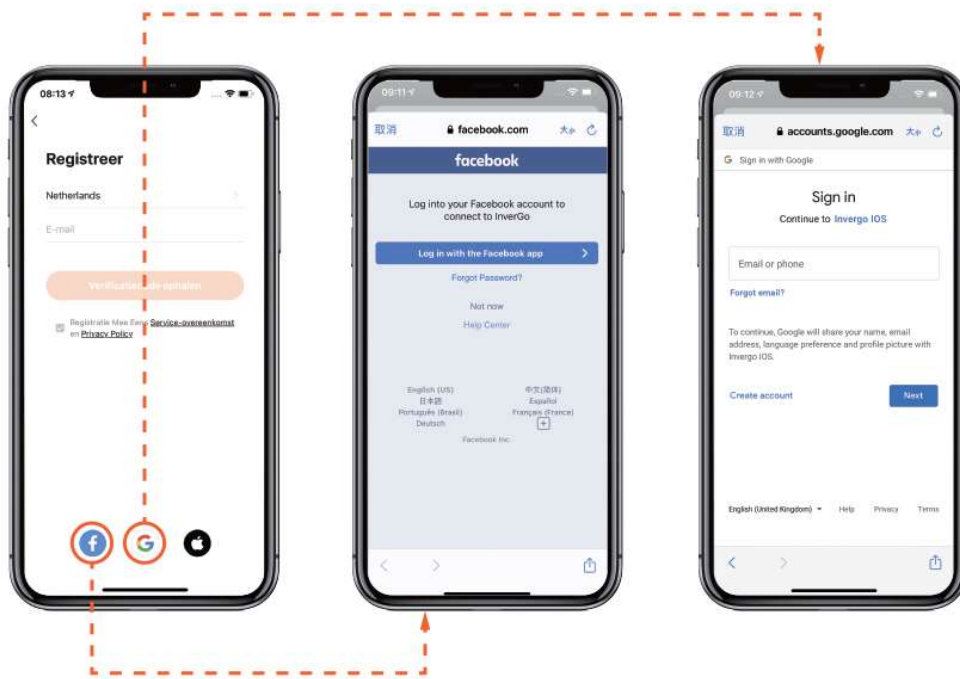 08:13
Registreer
Netherlands
E-mail
Verificatiecode ophalen
Registratie Mee Eens Service-overeenkomst
en Privacy Policy
09:11
取消
facebook.com
大小
facebook
Log into your Facebook account to
connect to InverGo
Log in with the Facebook app
Forgot Password?
Not now
Help Center
English (US)
中文(简体)
日本語
Español
Português (Brasil)
Français (France)
Deutsch
Facebook Inc.
09:12
取消
accounts.google.com
大小
G Sign in with Google
Sign in
Continue to Invergo IOS
Email or phone
Forgot email?
To continue, Google will share your name, email
address, language preference and profile picture with
Invergo IOS.
Create account
Next
English (United Kingdom)
Help
Privacy
Terms